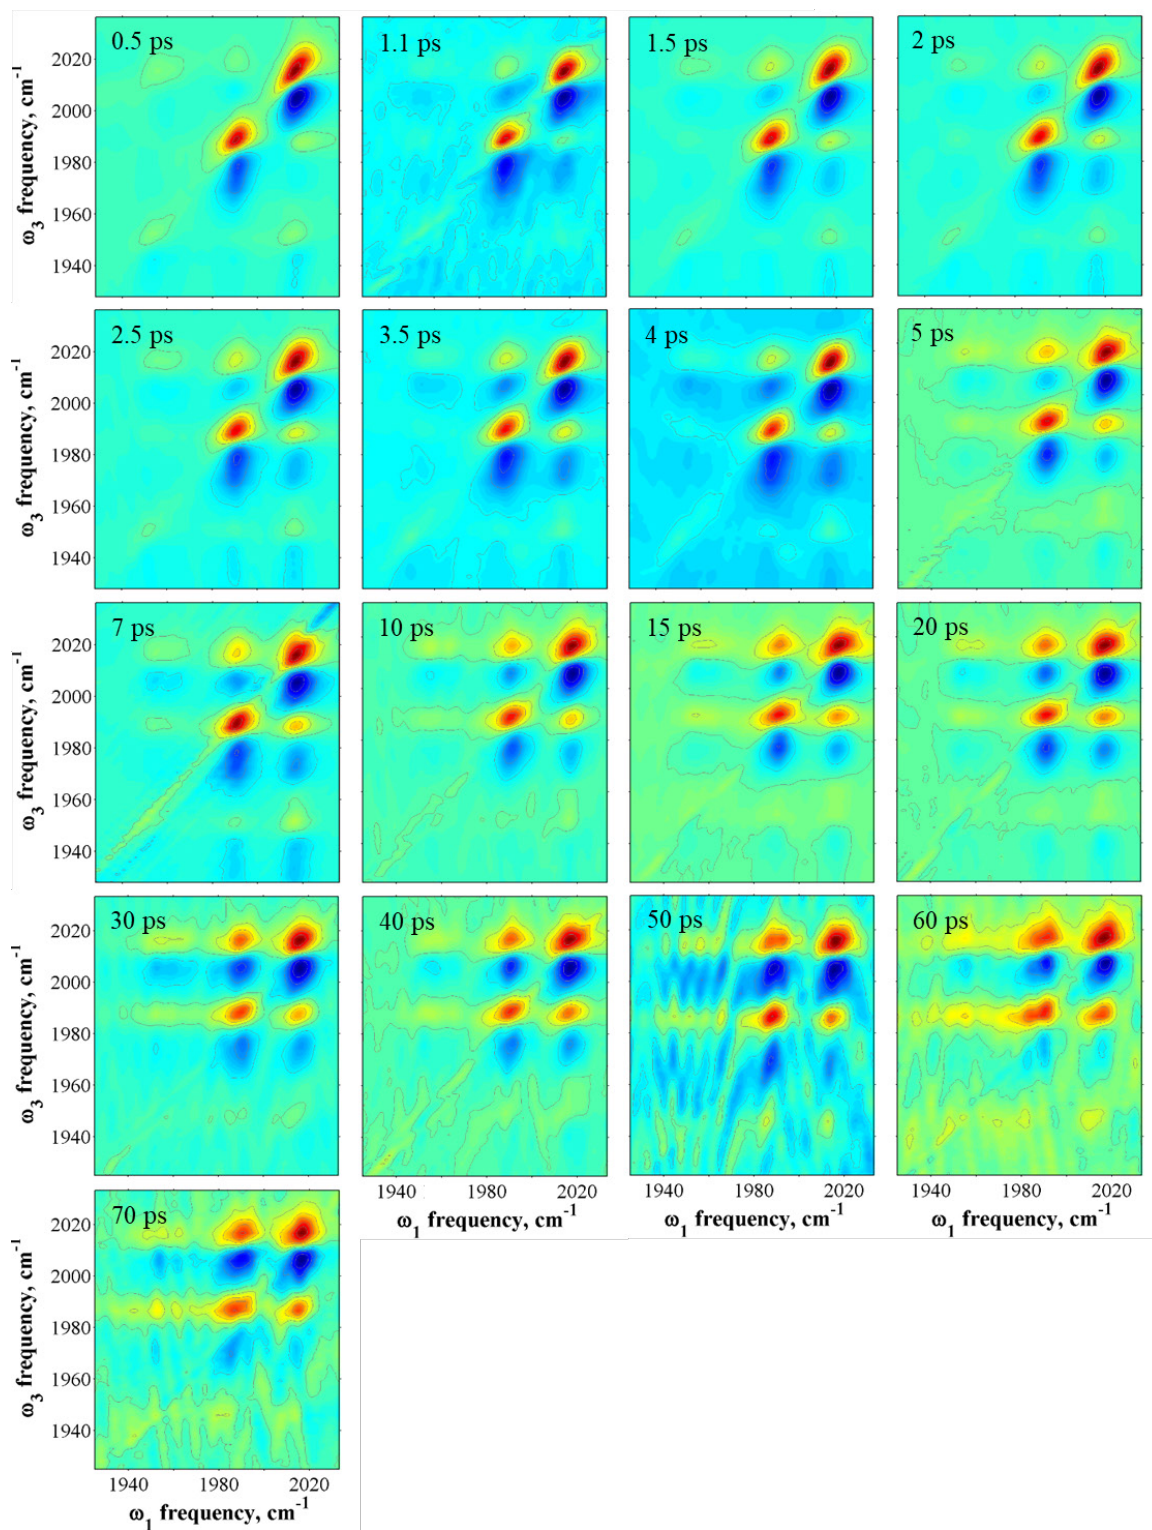 0.5 ps 1.1 ps 1.5 ps 2 ps
ω3 frequency, cm-1
2020
2000
1980
1960
1940
2.5 ps 3.5 ps 4 ps 5 ps
ω3 frequency, cm-1
2020
2000
1980
1960
1940
7 ps 10 ps 15 ps 20 ps
ω3 frequency, cm-1
2020
2000
1980
1960
1940
30 ps 40 ps 50 ps 60 ps
ω3 frequency, cm-1
2020
2000
1980
1960
1940
1940 1980 2020 1940 1980 2020 1940 1980 2020
ω1 frequency, cm-1 ω1 frequency, cm-1 ω1 frequency, cm-1
70 ps
ω3 frequency, cm-1
2020
2000
1980
1960
1940
1940 1980 2020
ω1 frequency, cm-1